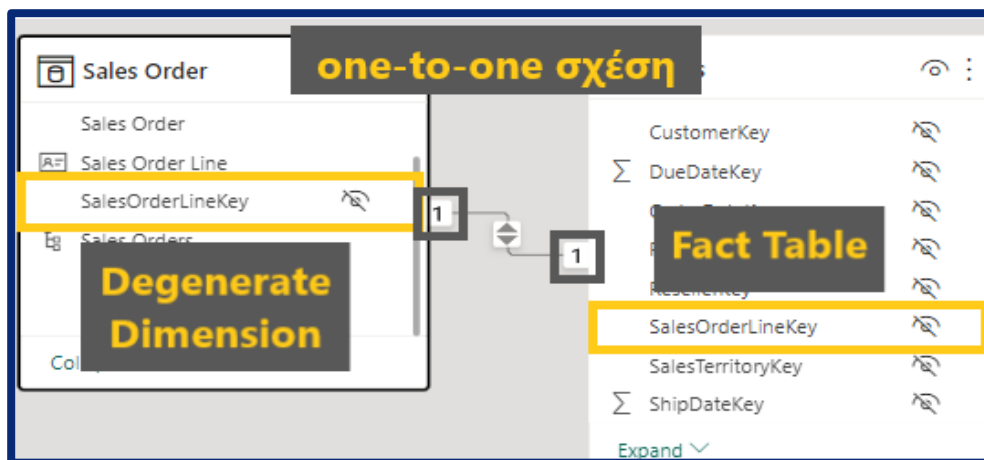 Sales Order
one-to-one σχέση
Sales Order
Sales Order Line
SalesOrderLineKey
Sales Orders
Degenerate
Dimension
1
1
CustomerKey
DueDateKey
Fact Table
ResellerKey
SalesOrderLineKey
SalesTerritoryKey
ShipDateKey
Expand